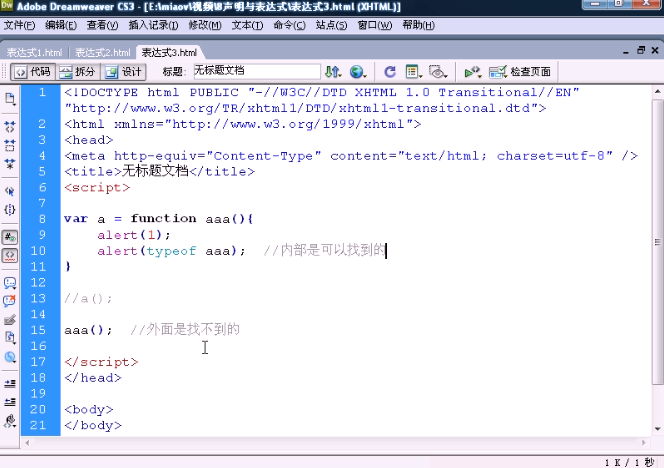 Adobe Dreamweaver CS3 - [E:\miaov\视频\8声明与表达式\表达式3.html (XHTML)]
文件(F) 编辑(E) 查看(V) 插入记录(I) 修改(M) 文本(T) 命令(C) 站点(S) 窗口(W) 帮助(H)
表达式1.html 表达式2.html 表达式3.html
代码 拆分 设计 标题: 无标题文档 检查页面
1 <!DOCTYPE html PUBLIC "-//W3C//DTD XHTML 1.0 Transitional//EN"
"http://www.w3.org/TR/xhtml1/DTD/xhtml1-transitional.dtd">
2 <html xmlns="http://www.w3.org/1999/xhtml">
3 <head>
4 <meta http-equiv="Content-Type" content="text/html; charset=utf-8" />
5 <title>无标题文档</title>
6 <script>
7
8 var a = function aaa(){
9 alert(1);
10 alert(typeof aaa); //内部是可以找到的
11 }
12
13 //a();
14
15 aaa(); //外面是找不到的
16
17 </script>
18 </head>
19
20 <body>
21 </body>
1 K / 1 秒